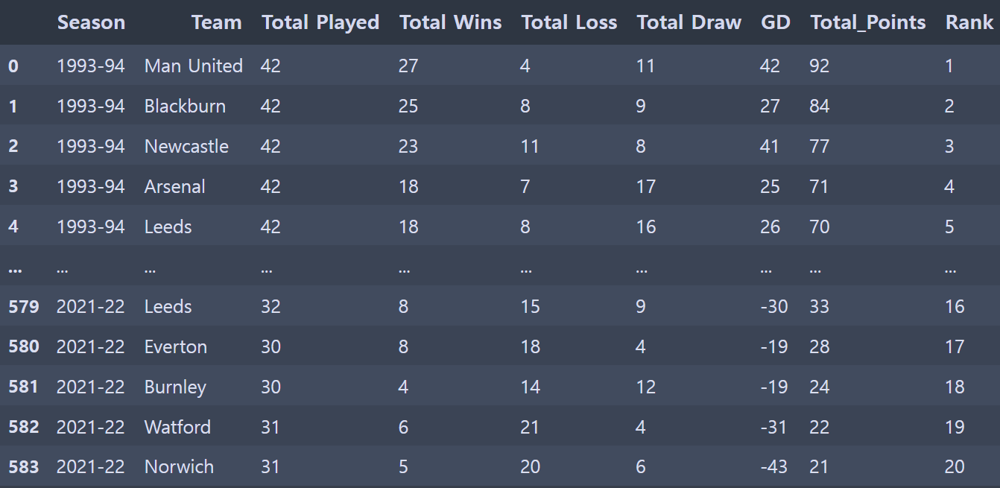 Season Team Total Played Total Wins Total Loss Total Draw GD Total_Points Rank
0 1993-94 Man United 42 27 4 11 42 92 1
1 1993-94 Blackburn 42 25 8 9 27 84 2
2 1993-94 Newcastle 42 23 11 8 41 77 3
3 1993-94 Arsenal 42 18 7 17 25 71 4
4 1993-94 Leeds 42 18 8 16 26 70 5
... ... ... ... ... ... ... ... ... ...
579 2021-22 Leeds 32 8 15 9 -30 33 16
580 2021-22 Everton 30 8 18 4 -19 28 17
581 2021-22 Burnley 30 4 14 12 -19 24 18
582 2021-22 Watford 31 6 21 4 -31 22 19
583 2021-22 Norwich 31 5 20 6 -43 21 20